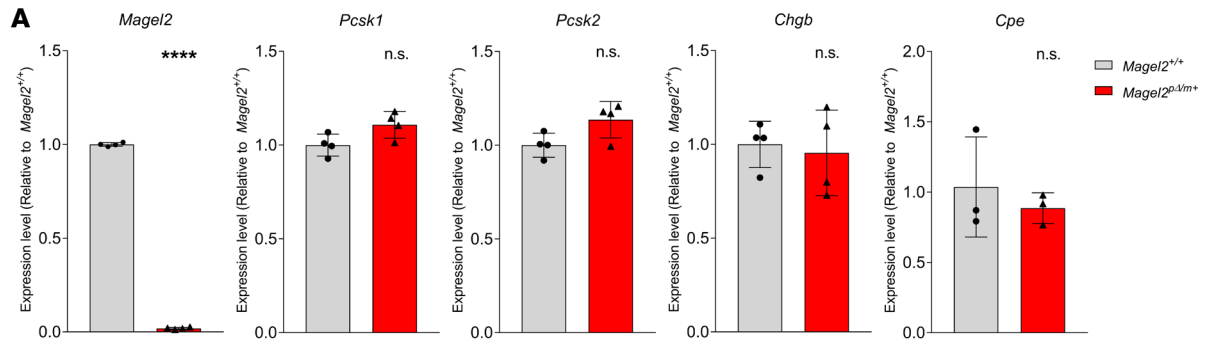 A
Magel2
Pcsk1
Pcsk2
Chgb
Cpe
Expression level (Relative to Magel2+/+)
1.5
1.0
0.5
0.0
****
Expression level (Relative to Magel2+/+)
1.5
1.0
0.5
0.0
n.s.
Expression level (Relative to Magel2+/+)
1.5
1.0
0.5
0.0
n.s.
Expression level (Relative to Magel2+/+)
1.5
1.0
0.5
0.0
n.s.
Expression level (Relative to Magel2+/+)
2.0
1.5
1.0
0.5
0.0
n.s.
Magel2+/+
Magel2pΔ/m+